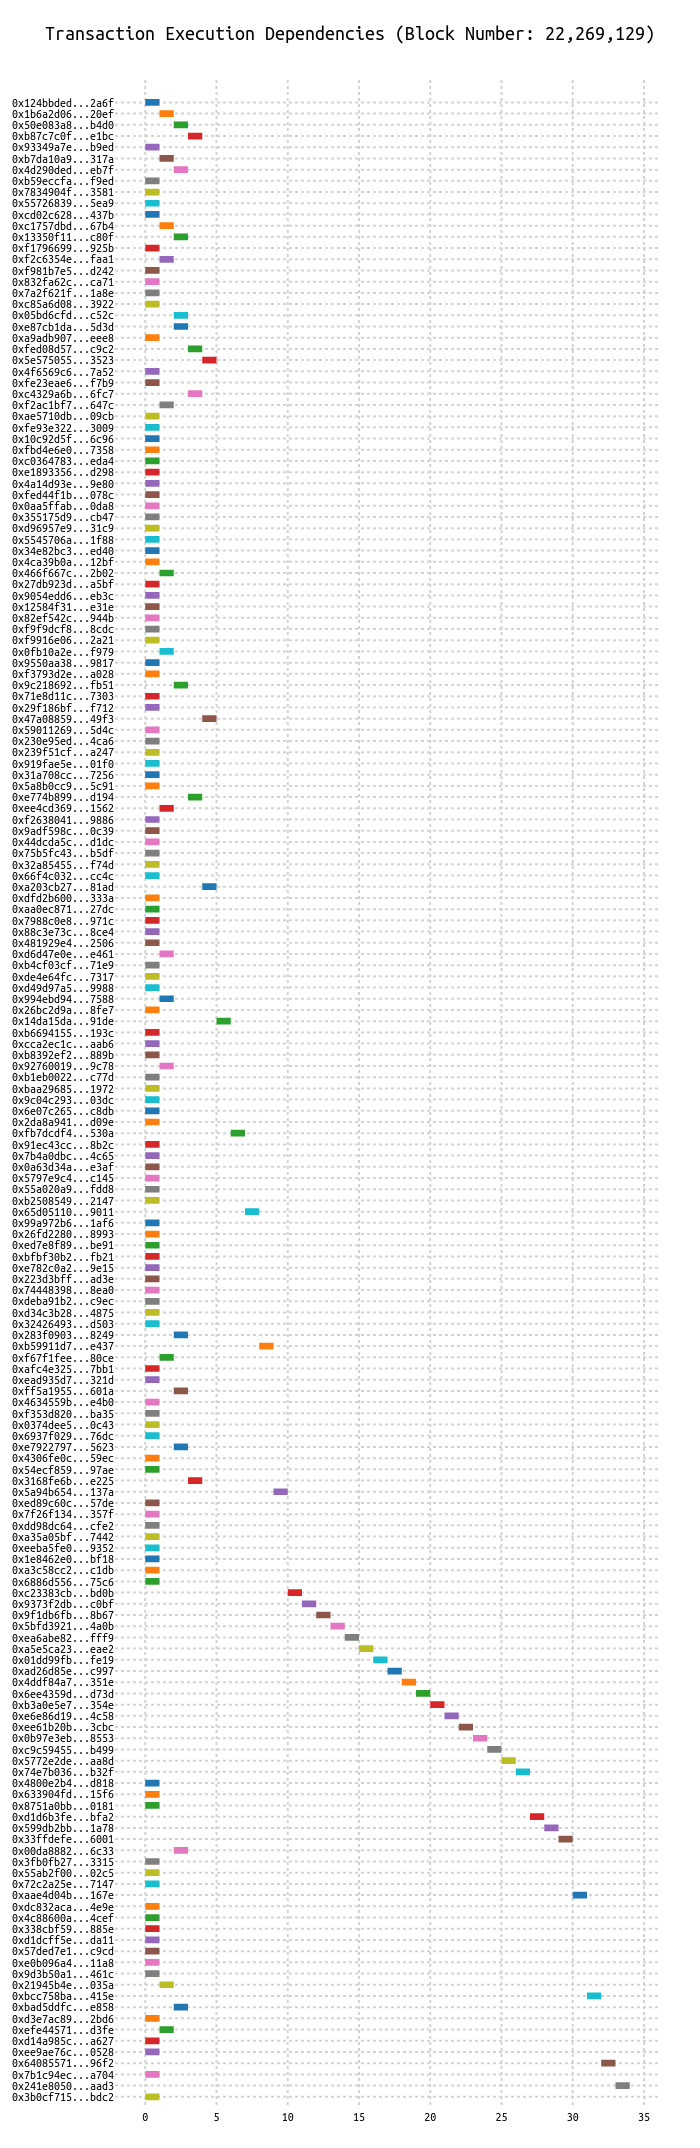 Transaction Execution Dependencies (Block Number: 22,269,129)
0x124bbded...2a6f
0x1b6a2d06...20ef
0x50e083a8...b4d0
0xb87c7c0f...e1bc
0x93349a7e...b9ed
0xb7da10a9...317a
0x4d290ded...eb7f
0xb59eccfa...f9ed
0x7834904f...3581
0x55726839...5ea9
0xcd02c628...437b
0xc1757dbd...67b4
0x13350f11...c80f
0xf1796699...925b
0xf2c6354e...faa1
0xf981b7e5...d242
0x832fa62c...ca71
0x7a2f621f...1a8e
0xc85a6d08...3922
0x05bd6cfd...c52c
0xe87cb1da...5d3d
0xa9adb907...eee8
0xfed08d57...c9c2
0x5e575055...3523
0x4f6569c6...7a52
0xfe23eae6...f7b9
0xc4329a6b...6fc7
0xf2ac1bf7...647c
0xae5710db...09cb
0xfe93e322...3009
0x10c92d5f...6c96
0xfbd4e6e0...7358
0xc0364783...eda4
0xe1893356...d298
0x4a14d93e...9e80
0xfed44f1b...078c
0x0aa5ffab...0da8
0x355175d9...cb47
0xd96957e9...31c9
0x5545706a...1f88
0x34e82bc3...ed40
0x4ca39b0a...12bf
0x466f667c...2b02
0x27db923d...a5bf
0x9054edd6...eb3c
0x12584f31...e31e
0x82ef542c...944b
0xf9f9dcf8...8cdc
0xf9916e06...2a21
0x0fb10a2e...f979
0x9550aa38...9817
0xf3793d2e...a028
0x9c218692...fb51
0x71e8d11c...7303
0x29f186bf...f712
0x47a08859...49f3
0x59011269...5d4c
0x230e95ed...4ca6
0x239f51cf...a247
0x919fae5e...01f0
0x31a708cc...7256
0x5a8b0cc9...5c91
0xe774b899...d194
0xee4cd369...1562
0xf2638041...9886
0x9adf598c...0c39
0x44dcda5c...d1dc
0x75b5fc43...b5df
0x32a85455...f74d
0x66f4c032...cc4c
0xa203cb27...81ad
0xdfd2b600...333a
0xaa0ec871...27dc
0x7988c0e8...971c
0x88c3e73c...8ce4
0x481929e4...2506
0xd6d47e0e...e461
0xb4cf03cf...71e9
0xde4e64fc...7317
0xd49d97a5...9988
0x994ebd94...7588
0x26bc2d9a...8fe7
0x14da15da...91de
0xb6694155...193c
0xcca2ec1c...aab6
0xb8392ef2...889b
0x92760019...9c78
0xb1eb0022...c77d
0xbaa29685...1972
0x9c04c293...03dc
0x6e07c265...c8db
0x2da8a941...d09e
0xfb7dcdf4...530a
0x91ec43cc...8b2c
0x7b4a0dbc...4c65
0x0a63d34a...e3af
0x5797e9c4...c145
0x55a020a9...fdd8
0xb2508549...2147
0x65d05110...9011
0x99a972b6...1af6
0x26fd2280...8993
0xed7e8f89...be91
0xbfbf30b2...fb21
0xe782c0a2...9e15
0x223d3bff...ad3e
0x74448398...8ea0
0xdeba91b2...c9ec
0xd34c3b28...4875
0x32426493...d503
0x283f0903...8249
0xb59911d7...e437
0xf67f1fee...80ce
0xafc4e325...7bb1
0xead935d7...321d
0xff5a1955...601a
0x4634559b...e4b0
0xf353d820...ba35
0x0374dee5...0c43
0x6937f029...76dc
0xe7922797...5623
0x4306fe0c...59ec
0x54ecf859...97ae
0x3168fe6b...e225
0x5a94b654...137a
0xed89c60c...57de
0x7f26f134...357f
0xdd98dc64...cfe2
0xa35a05bf...7442
0xeeba5fe0...9352
0x1e8462e0...bf18
0xa3c58cc2...c1db
0x6886d556...75c6
0xc23383cb...bd0b
0x9373f2db...c0bf
0x9f1db6fb...8b67
0x5bfd3921...4a0b
0xea6abe82...fff9
0xa5e5ca23...eae2
0x01dd99fb...fe19
0xad26d85e...c997
0x4ddf84a7...351e
0x6ee4359d...d73d
0xb3a0e5e7...354e
0xe6e86d19...4c58
0xee61b20b...3cbc
0x0b97e3eb...8553
0xc9c59455...b499
0x5772e2de...aa8d
0x74e7b036...b32f
0x4800e2b4...d818
0x633904fd...15f6
0x8751a0bb...0181
0xd1d6b3fe...bfa2
0x599db2bb...1a78
0x33ffdefe...6001
0x00da8882...6c33
0x3fb0fb27...3315
0x55ab2f00...02c5
0x72c2a25e...7147
0xaae4d04b...167e
0xdc832aca...4e9e
0x4c88600a...4cef
0x338cbf59...885e
0xd1dcff5e...da11
0x57ded7e1...c9cd
0xe0b096a4...11a8
0x9d3b50a1...461c
0x21945b4e...035a
0xbcc758ba...415e
0xbad5ddfc...e858
0xd3e7ac89...2bd6
0xefe44571...d3fe
0xd14a985c...a627
0xee9ae76c...0528
0x64085571...96f2
0x7b1c94ec...a704
0x241e8050...aad3
0x3b0cf715...bdc2
0 5 10 15 20 25 30 35